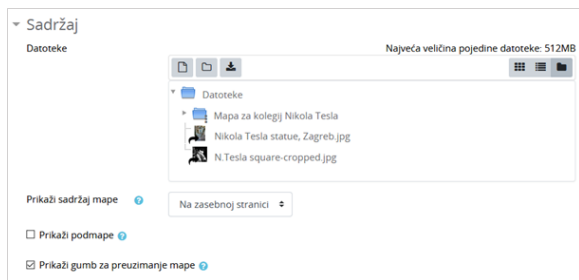 Sadržaj
Datoteke
Najveća veličina pojedine datoteke: 512MB
Datoteke
Mapa za kolegij Nikola Tesla
Nikola Tesla statue, Zagreb.jpg
N.Tesla square-cropped.jpg
Prikaži sadržaj mape
Na zasebnoj stranici
Prikaži podmape
Prikaži gumb za preuzimanje mape